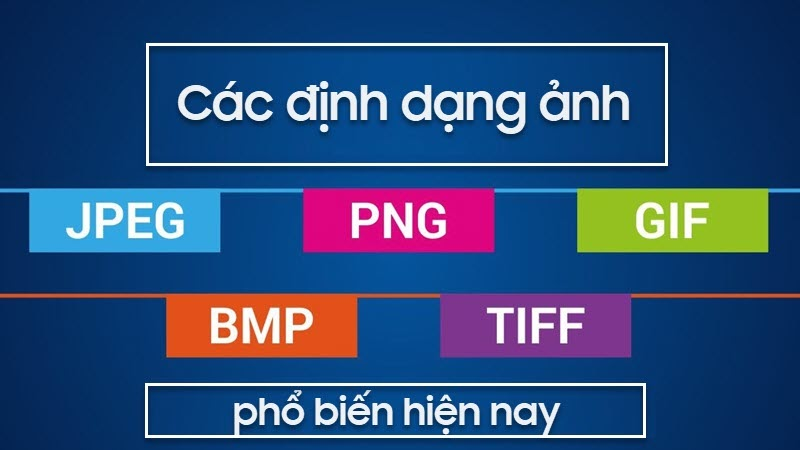 Các định dạng ảnh
JPEG PNG GIF
BMP TIFF
phổ biến hiện nay